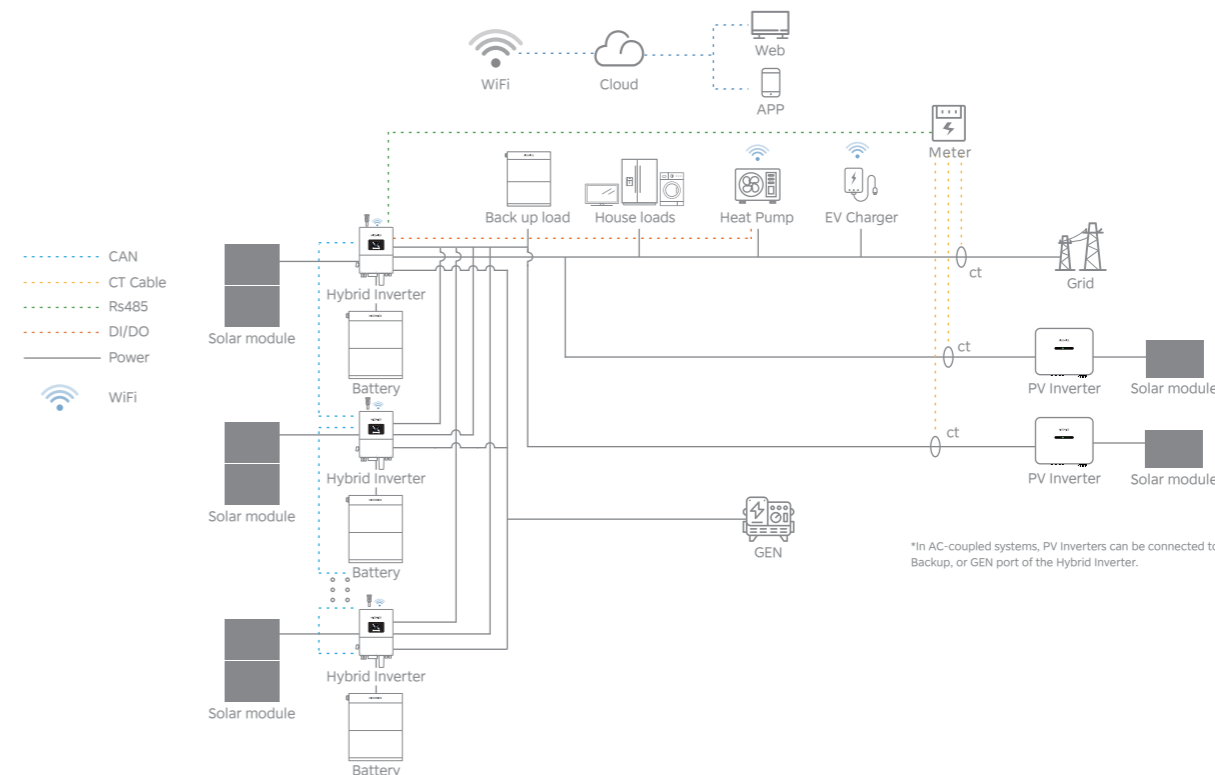 Web
WiFi
Cloud
APP
Meter
Back up load
House loads
Heat Pump
EV Charger
CAN
CT Cable
Rs485
DI/DO
Power
WiFi
Solar module
Hybrid Inverter
Battery
ct
Grid
ct
PV Inverter
Solar module
ct
PV Inverter
Solar module
Solar module
Hybrid Inverter
Battery
GEN
*In AC-coupled systems, PV Inverters can be connected to
Backup, or GEN port of the Hybrid Inverter.
Solar module
Hybrid Inverter
Battery